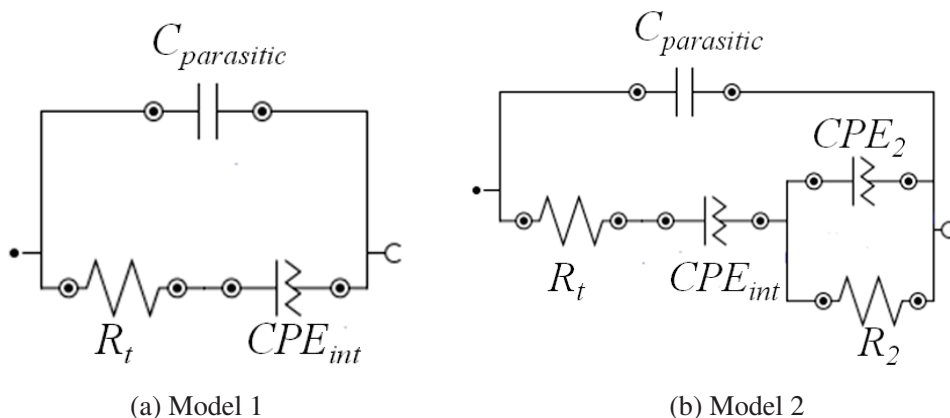 C_parasitic
R_t
CPE_int
(a) Model 1
C_parasitic
CPE_2
R_t
CPE_int
R_2
(b) Model 2